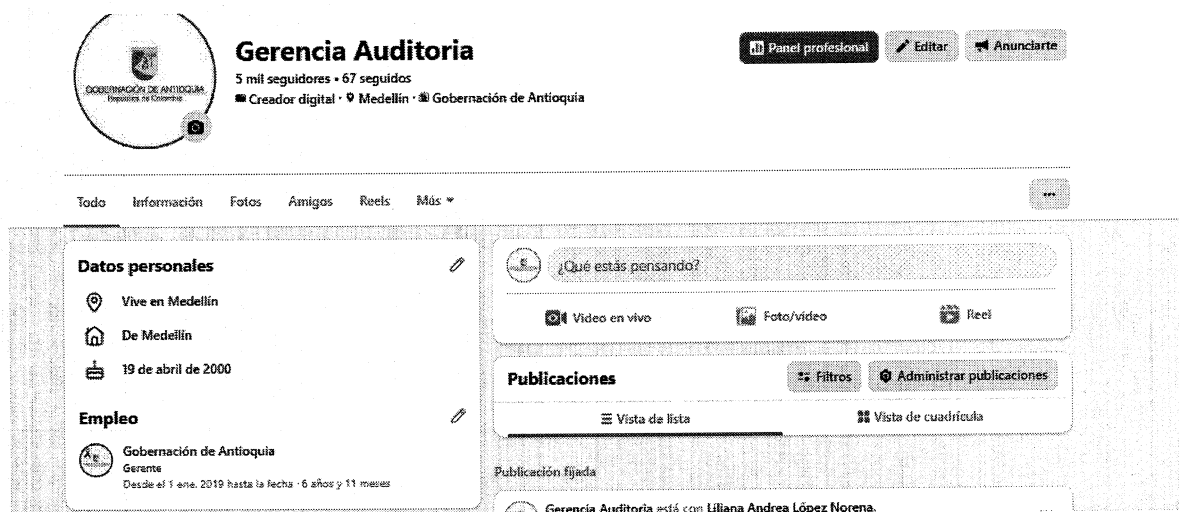 GOBERNACIÓN DE ANTIOQUIA
República de Colombia
Gerencia Auditoria
5 mil seguidores • 67 seguidos
Creador digital · Medellín · Gobernación de Antioquia
Panel profesional
Editar
Anunciarte
Todo Información Fotos Amigos Reels Más
Datos personales
Vive en Medellín
De Medellín
19 de abril de 2000
Empleo
Gobernación de Antioquia
Gerente
Desde el 1 ene. 2019 hasta la fecha · 6 años y 11 meses
¿Qué estás pensando?
Video en vivo
Foto/video
Reel
Publicaciones
Filtros
Administrar publicaciones
Vista de lista
Vista de cuadrícula
Publicación fijada
Gerencia Auditoria está con Liliana Andrea López Norena.